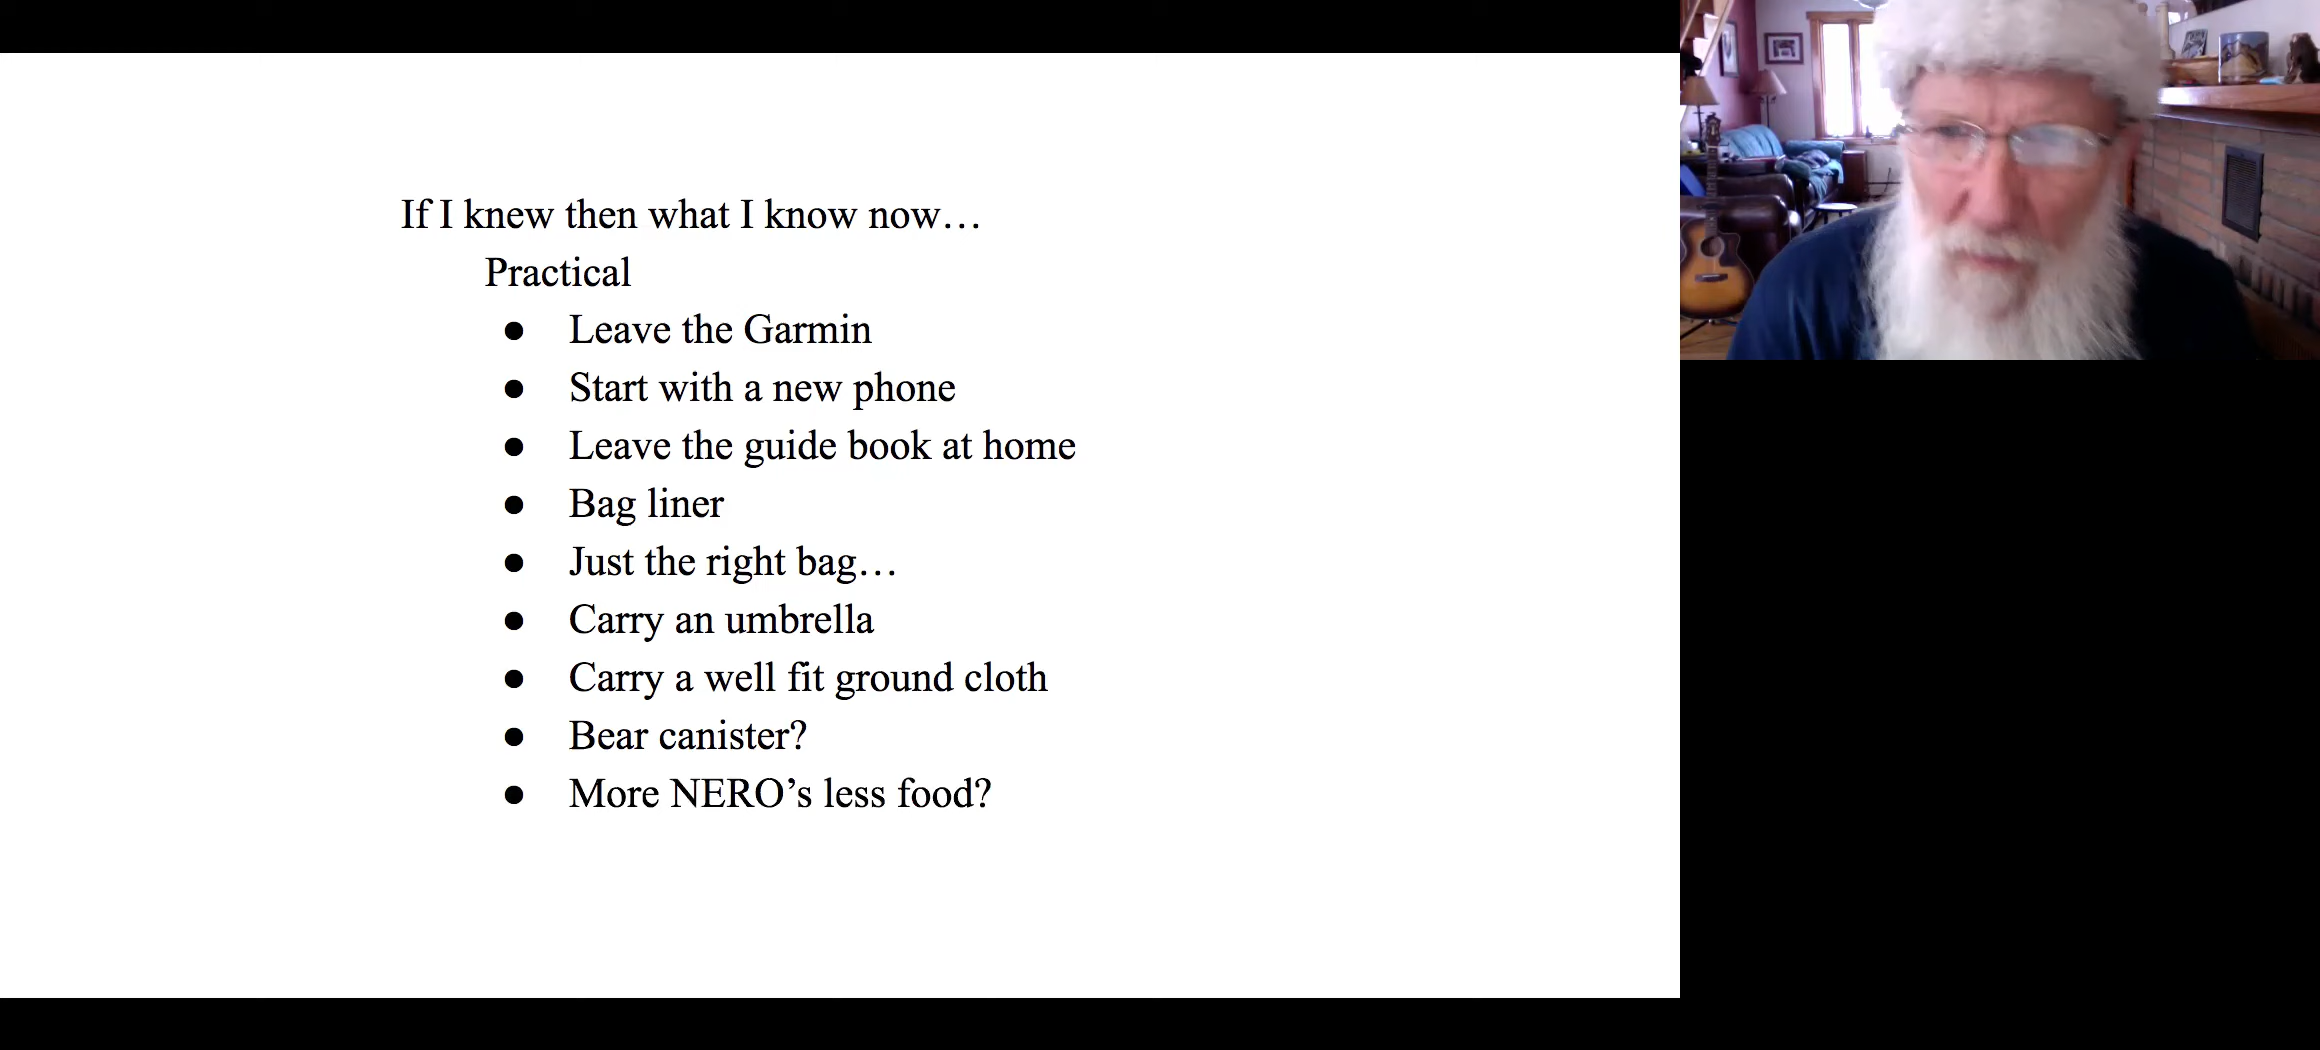 If I knew then what I know now…
Practical
● Leave the Garmin
● Start with a new phone
● Leave the guide book at home
● Bag liner
● Just the right bag…
● Carry an umbrella
● Carry a well fit ground cloth
● Bear canister?
● More NERO’s less food?